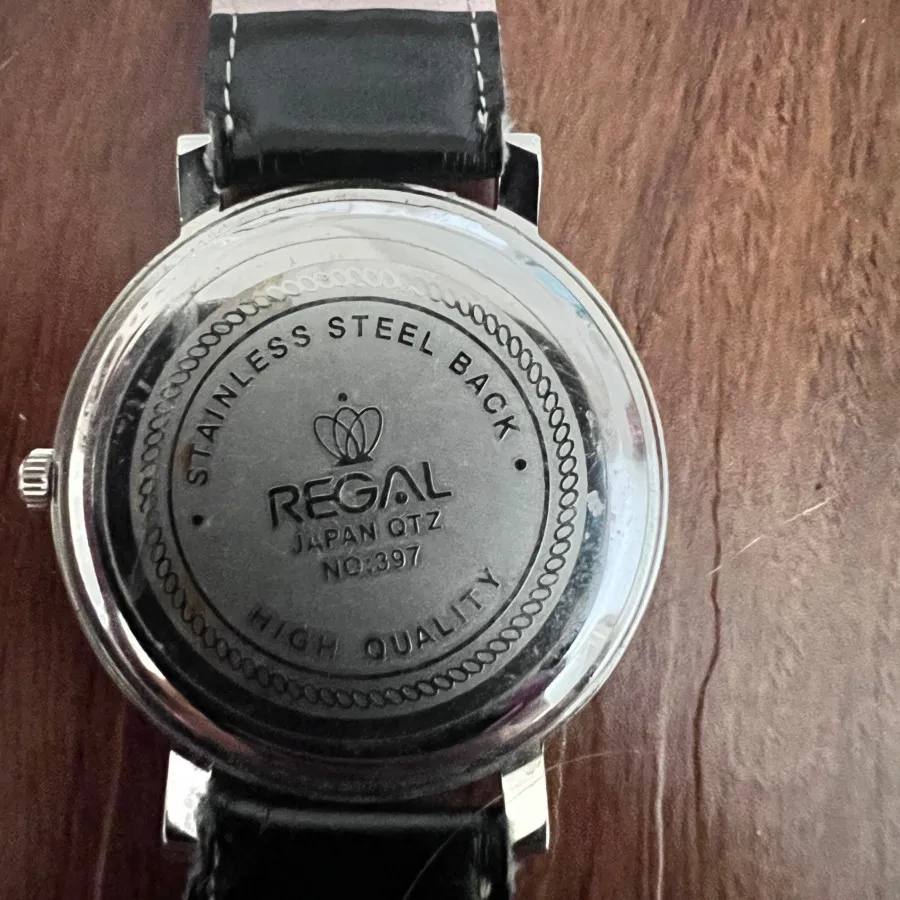 STAINLESS STEEL BACK
REGAL
JAPAN QTZ
NO:397
HIGH QUALITY